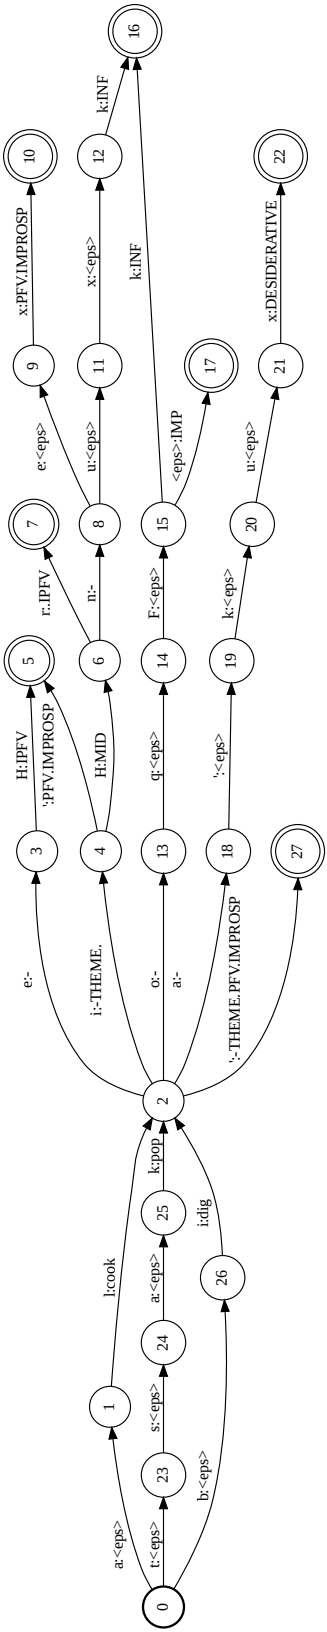 0
a:<eps>
t:<eps>
b:<eps>
1
23
26
s:<eps>
24
a:<eps>
25
l:cook
k:pop
i:dig
2
e:-
i:-THEME.
o:-
a:-
':-THEME.PFV.IMPROSP
3
4
13
18
27
H:IPFV
':PFV.IMPROSP
H:MID
q:<eps>
':<eps>
5
6
14
19
r:.IPFV
n:-
F:<eps>
k:<eps>
7
8
15
20
e:<eps>
u:<eps>
<eps>:IMP
u:<eps>
9
11
17
21
x:PFV.IMPROSP
x:<eps>
k:INF
x:DESIDERATIVE
10
12
22
k:INF
16